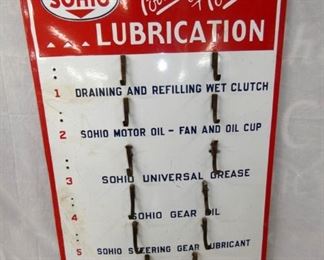 SOHIO
LUBRICATION
1 DRAINING AND REFILLING WET CLUTCH
2 SOHIO MOTOR OIL - FAN AND OIL CUP
3 SOHIO UNIVERSAL GREASE
4 SOHIO GEAR OIL
5 SOHIO STEERING GEAR LUBRICANT